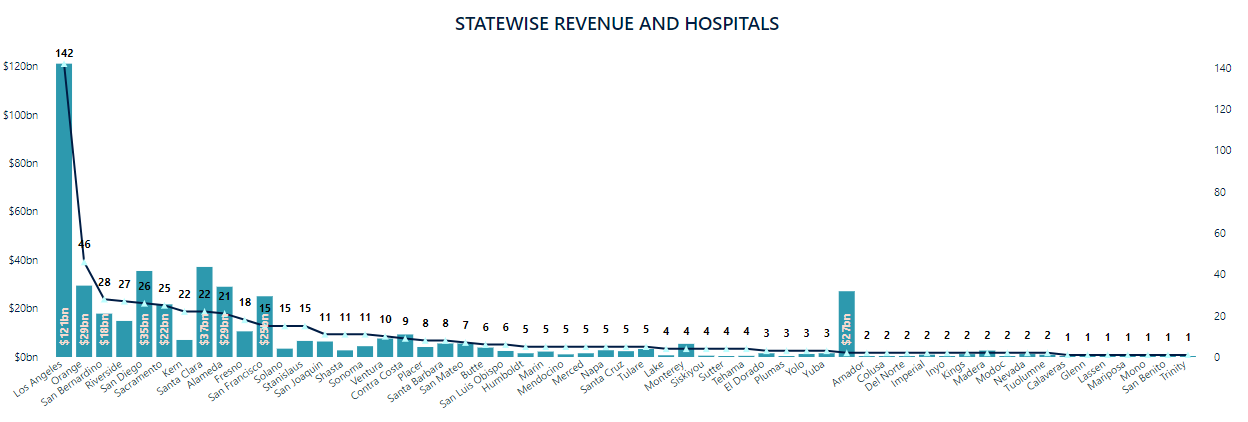 STATEWISE REVENUE AND HOSPITALS
$120bn
$100bn
$80bn
$60bn
$40bn
$20bn
$0bn
142
46
28
27
26
25
22
22
21
18
15
15
15
11
11
11
10
9
8
8
7
6
6
5
5
5
5
5
5
5
4
4
4
4
4
3
3
3
3
2
2
2
2
2
2
2
2
2
2
1
1
1
1
1
1
1
$121bn
$29bn
$18bn
$35bn
$22bn
$37bn
$29bn
$25bn
$27bn
140
120
100
80
60
40
20
0
Los Angeles
Orange
San Bernardino
Riverside
San Diego
Sacramento
Kern
Santa Clara
Alameda
Fresno
San Francisco
Solano
Stanislaus
San Joaquin
Shasta
Sonoma
Ventura
Contra Costa
Placer
Santa Barbara
San Mateo
Butte
San Luis Obispo
Humboldt
Marin
Mendocino
Merced
Napa
Santa Cruz
Tulare
Lake
Monterey
Siskiyou
Sutter
Tehama
El Dorado
Plumas
Yolo
Yuba
Amador
Colusa
Del Norte
Imperial
Inyo
Kings
Madera
Modoc
Nevada
Tuolumne
Calaveras
Glenn
Lassen
Mariposa
Mono
San Benito
Trinity